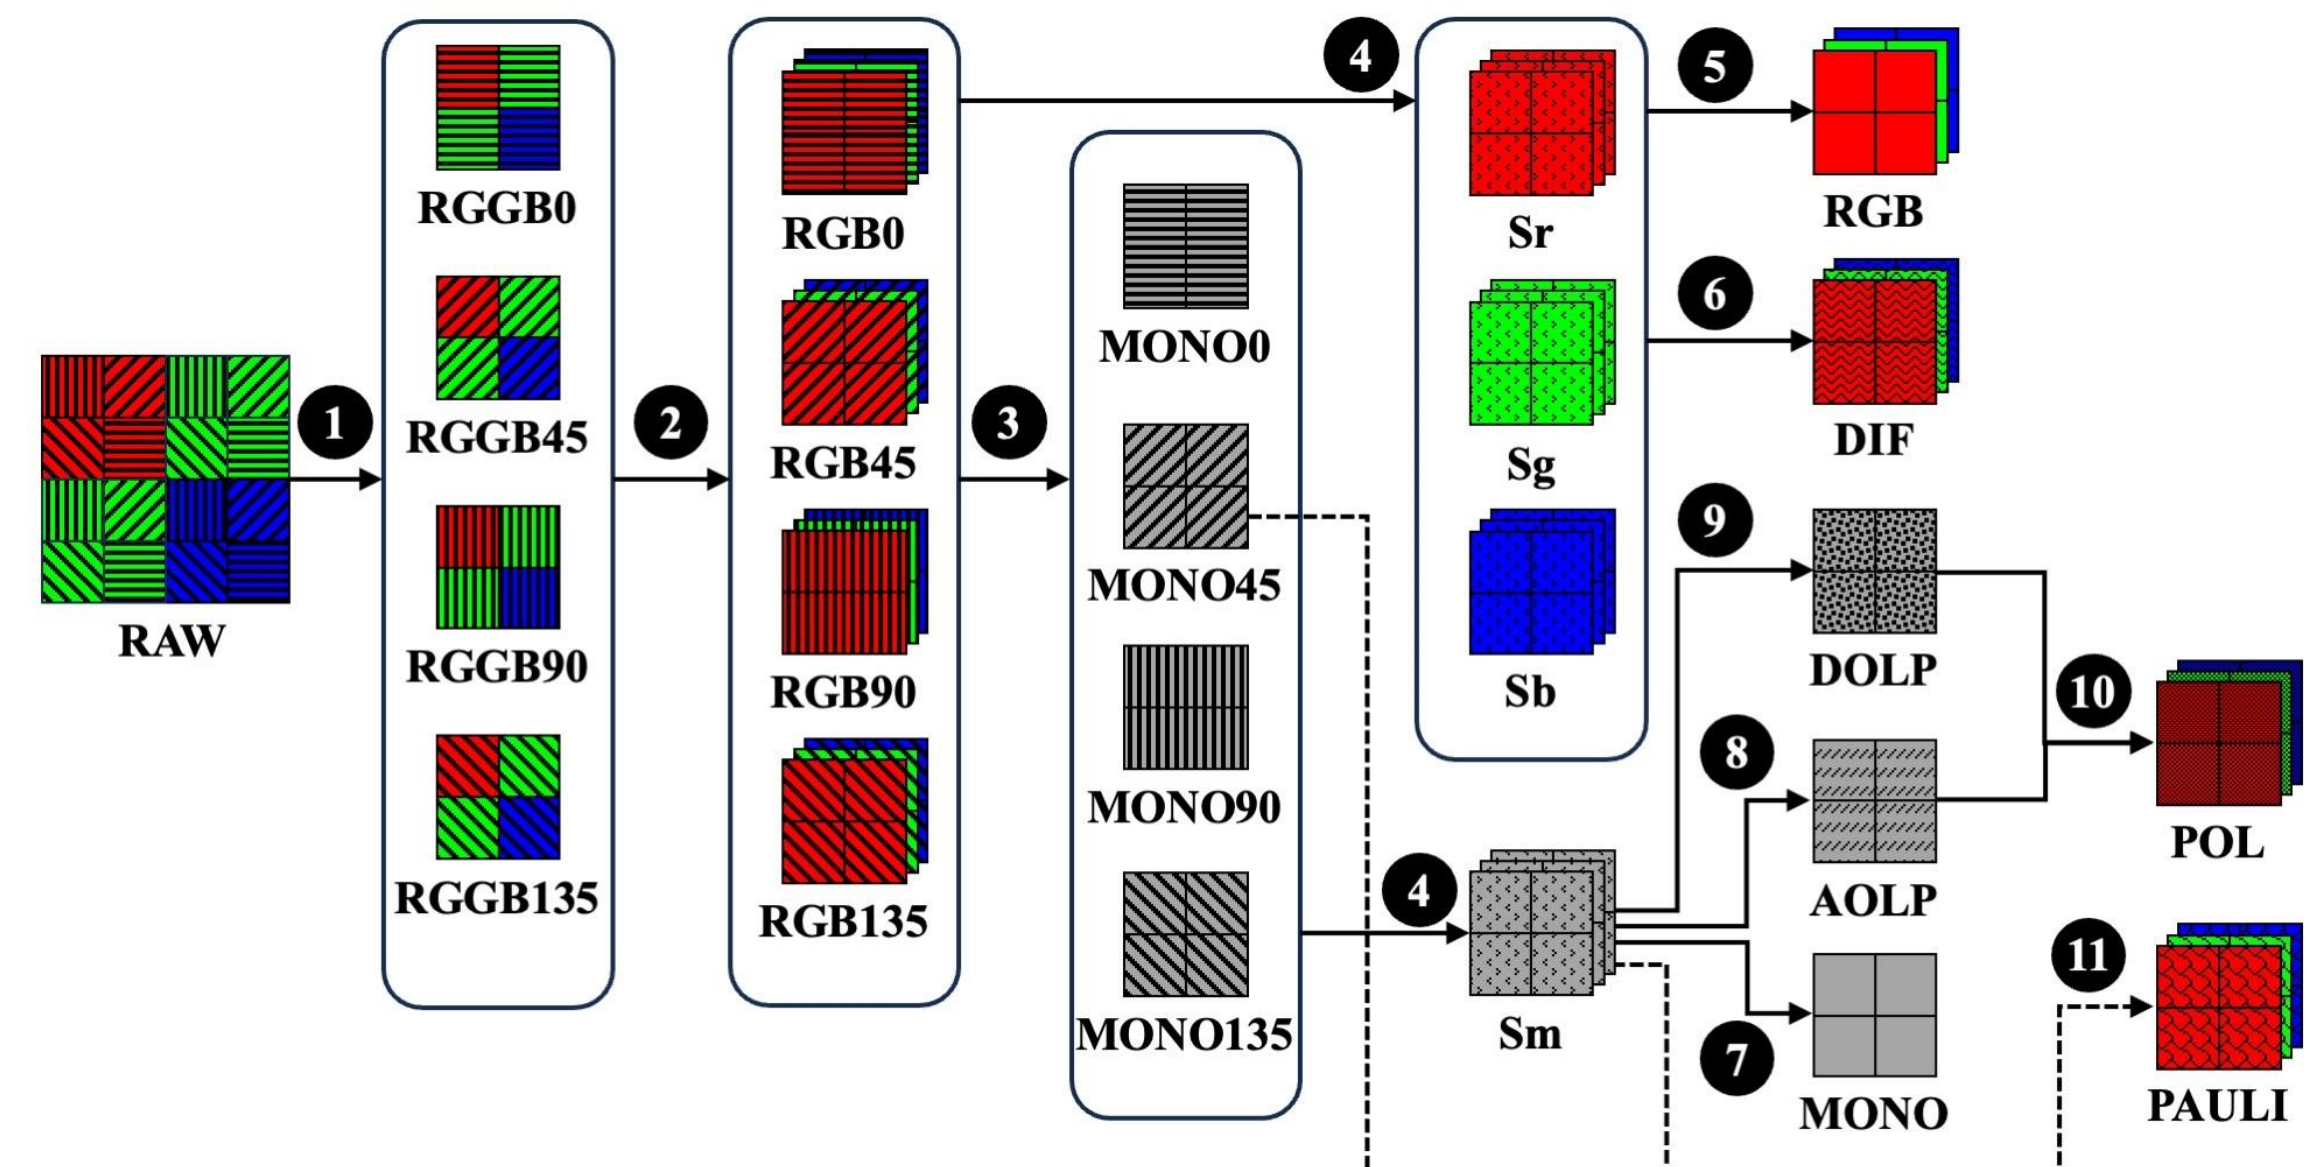 RAW
1
RGGB0
RGGB45
RGGB90
RGGB135
2
RGB0
RGB45
RGB90
RGB135
3
MONO0
MONO45
MONO90
MONO135
4
Sr
Sg
Sb
4
Sm
5
RGB
6
DIF
9
DOLP
8
AOLP
7
MONO
10
POL
11
PAULI